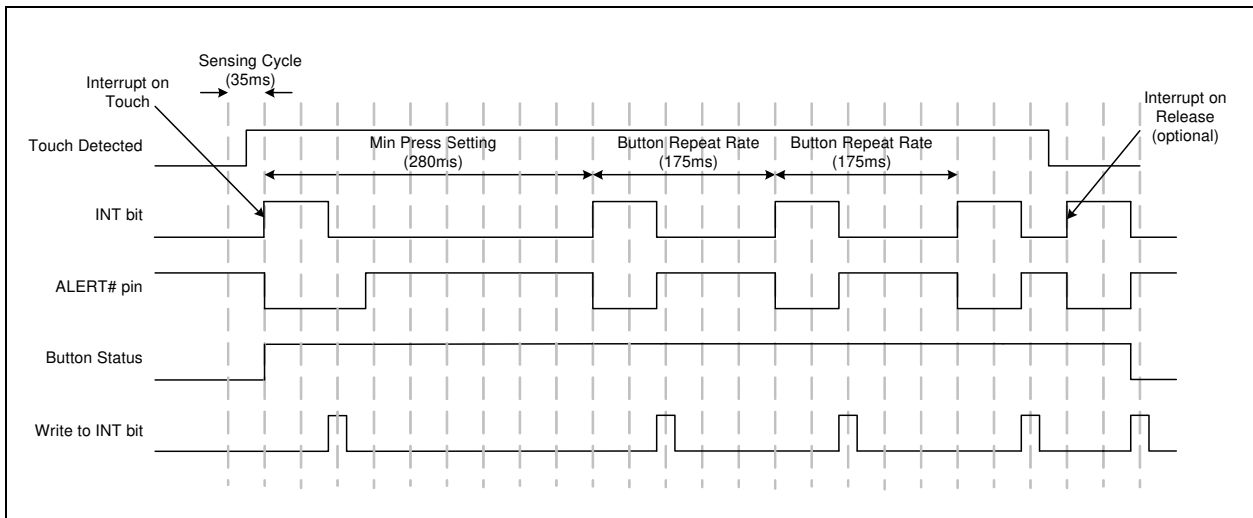 Sensing Cycle
(35ms)
Interrupt on
Touch
Interrupt on
Release
(optional)
Touch Detected
Min Press Setting
(280ms)
Button Repeat Rate
(175ms)
Button Repeat Rate
(175ms)
INT bit
ALERT# pin
Button Status
Write to INT bit